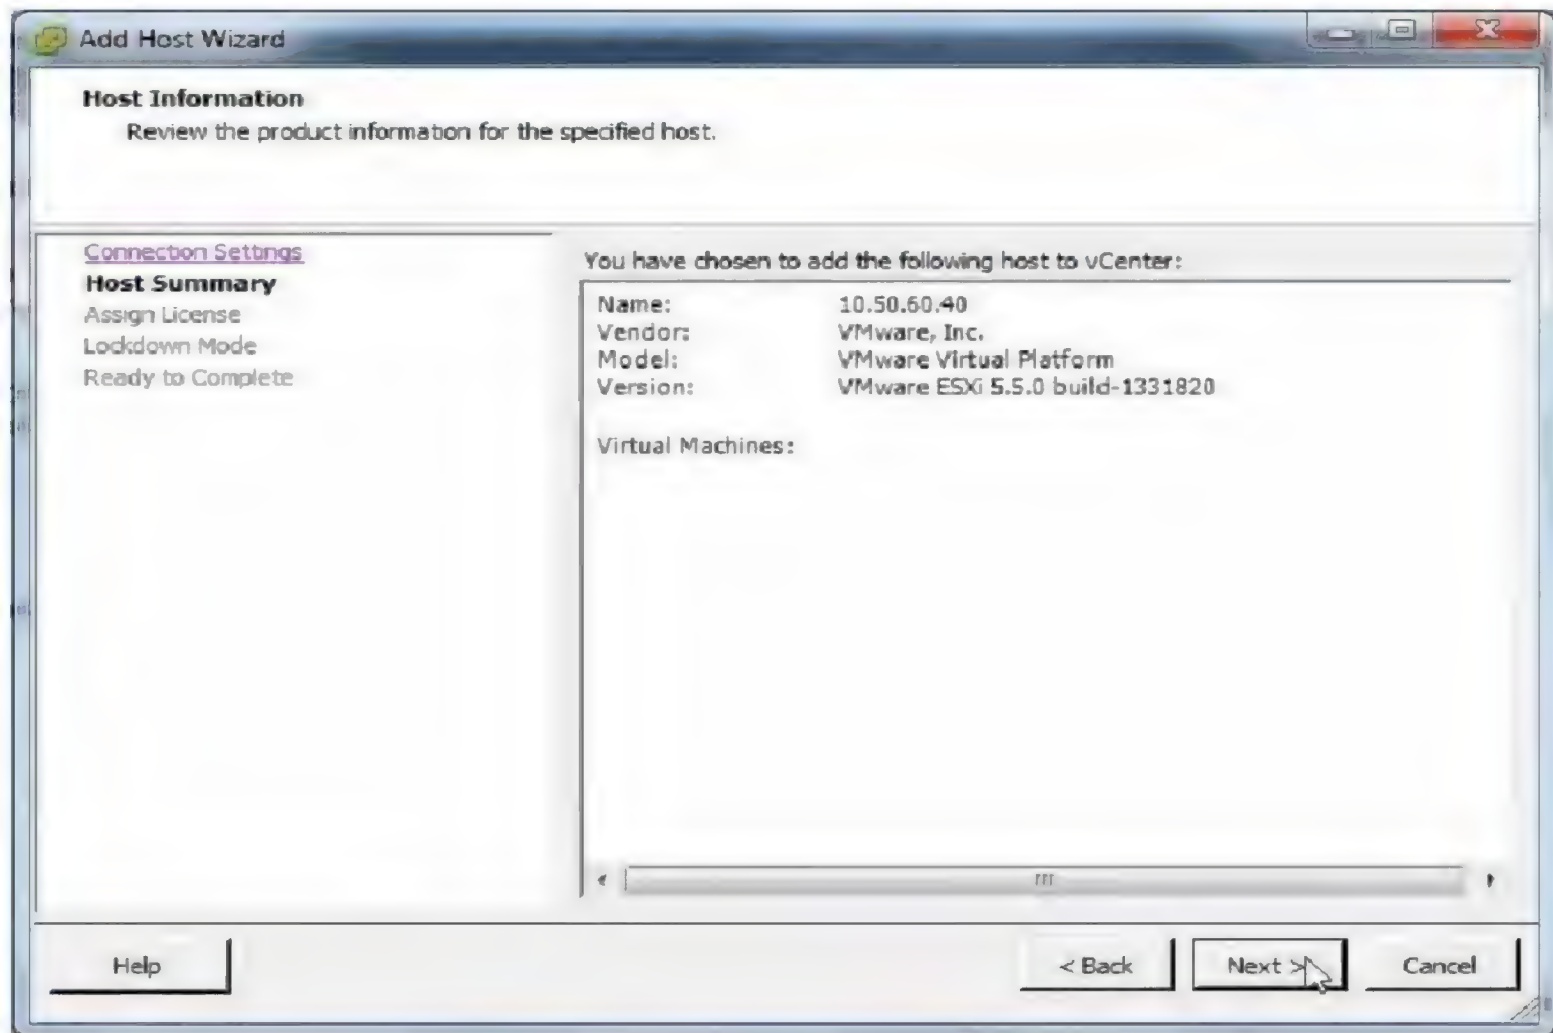 Add Host Wizard
Host Information
Review the product information for the specified host.
Connection Settings
Host Summary
Assign License
Lockdown Mode
Ready to Complete
You have chosen to add the following host to vCenter:
Name: 10.50.60.40
Vendor: VMware, Inc.
Model: VMware Virtual Platform
Version: VMware ESXi 5.5.0 build-1331820
Virtual Machines:
Help
< Back
Next >
Cancel